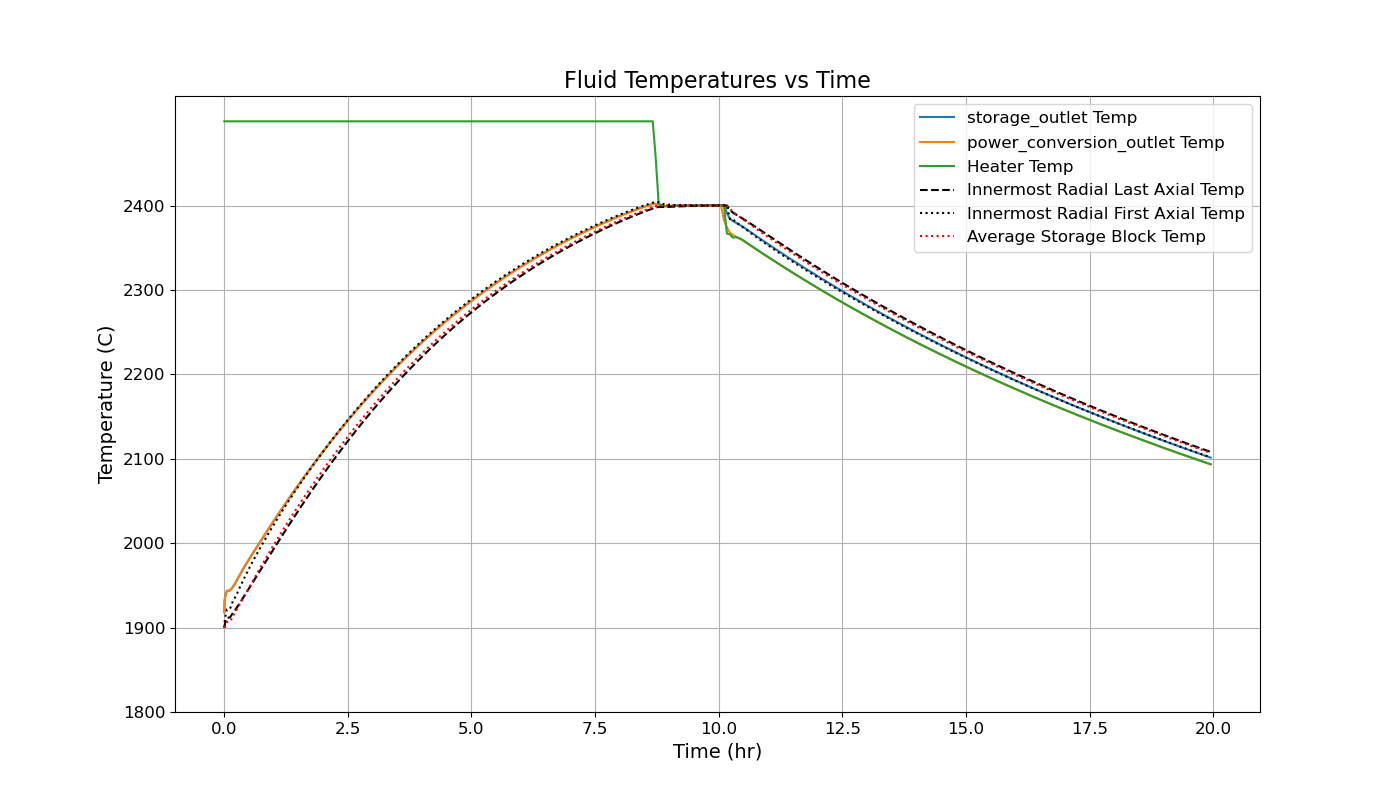 Fluid Temperatures vs Time
storage_outlet Temp
power_conversion_outlet Temp
Heater Temp
Innermost Radial Last Axial Temp
Innermost Radial First Axial Temp
Average Storage Block Temp
Temperature (C)
2400
2300
2200
2100
2000
1900
1800
0.0 2.5 5.0 7.5 10.0 12.5 15.0 17.5 20.0
Time (hr)